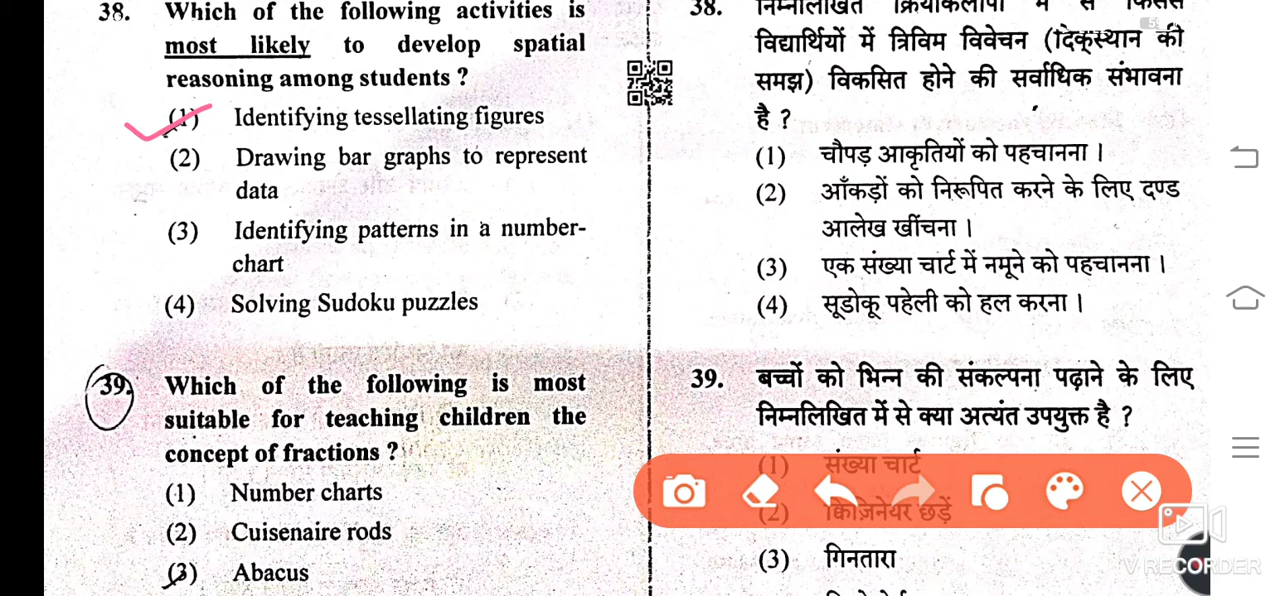 38. Which of the following activities is
most likely to develop spatial
reasoning among students ?
(1) Identifying tessellating figures
(2) Drawing bar graphs to represent
data
(3) Identifying patterns in a number-
chart
(4) Solving Sudoku puzzles
39. Which of the following is most
suitable for teaching children the
concept of fractions ?
(1) Number charts
(2) Cuisenaire rods
(3) Abacus
38. निम्नलिखित क्रियाकलापों में से किससे
विद्यार्थियों में त्रिविम विवेचन (दिक्स्थान की
समझ) विकसित होने की सर्वाधिक संभावना
है ?
(1) चौपड़ आकृतियों को पहचानना ।
(2) आँकड़ों को निरूपित करने के लिए दण्ड
आलेख खींचना ।
(3) एक संख्या चार्ट में नमूने को पहचानना ।
(4) सूडोकू पहेली को हल करना ।
39. बच्चों को भिन्न की संकल्पना पढ़ाने के लिए
निम्नलिखित में से क्या अत्यंत उपयुक्त है ?
(1) संख्या चार्ट
(2) क्विज़िनेयर छड़ें
(3) गिनतारा
V RECORDER